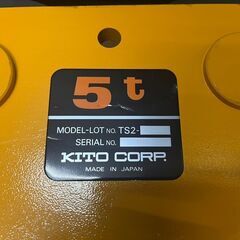 5t
MODEL-LOT NO. TS2-
SERIAL NO.
KITO CORP.
MADE IN JAPAN